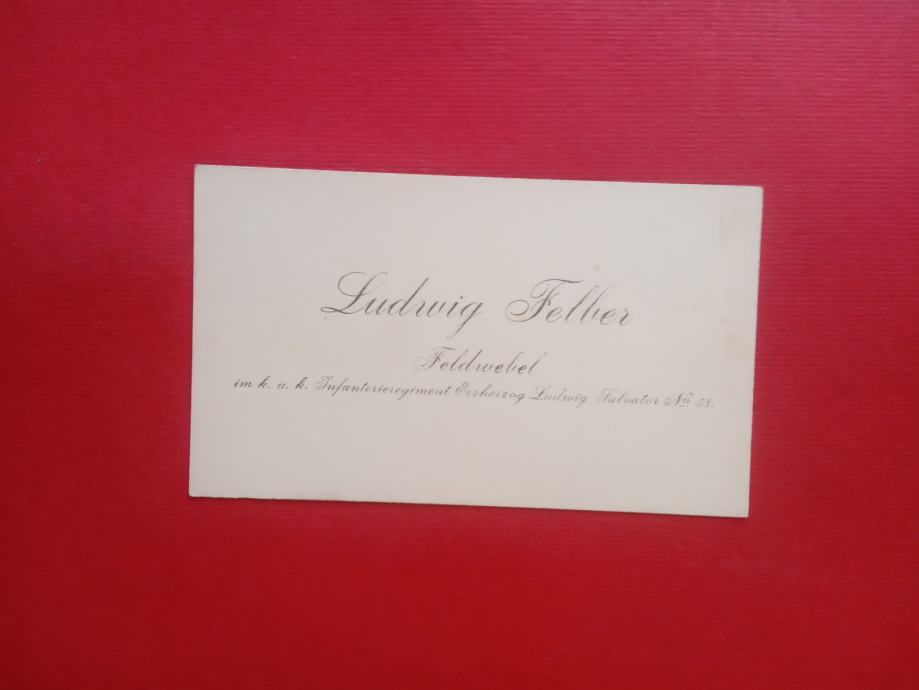 Ludwig Felber
Feldwebel
im k. u. k. Infanterieregiment Erzherzog Ludwig Salvator No. 58.